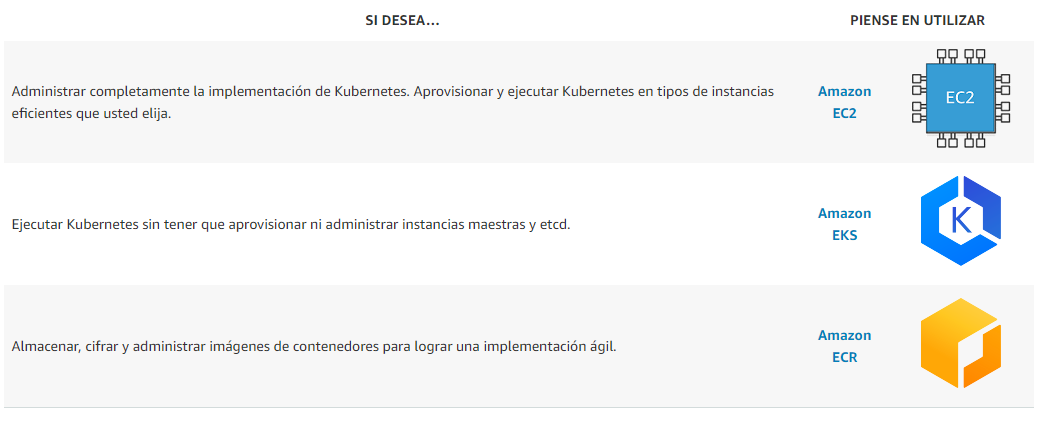 SI DESEA... PIENSE EN UTILIZAR
Administrar completamente la implementación de Kubernetes. Aprovisionar y ejecutar Kubernetes en tipos de instancias
eficientes que usted elija.
Amazon
EC2
EC2
Ejecutar Kubernetes sin tener que aprovisionar ni administrar instancias maestras y etcd.
Amazon
EKS
K
Almacenar, cifrar y administrar imágenes de contenedores para lograr una implementación ágil.
Amazon
ECR